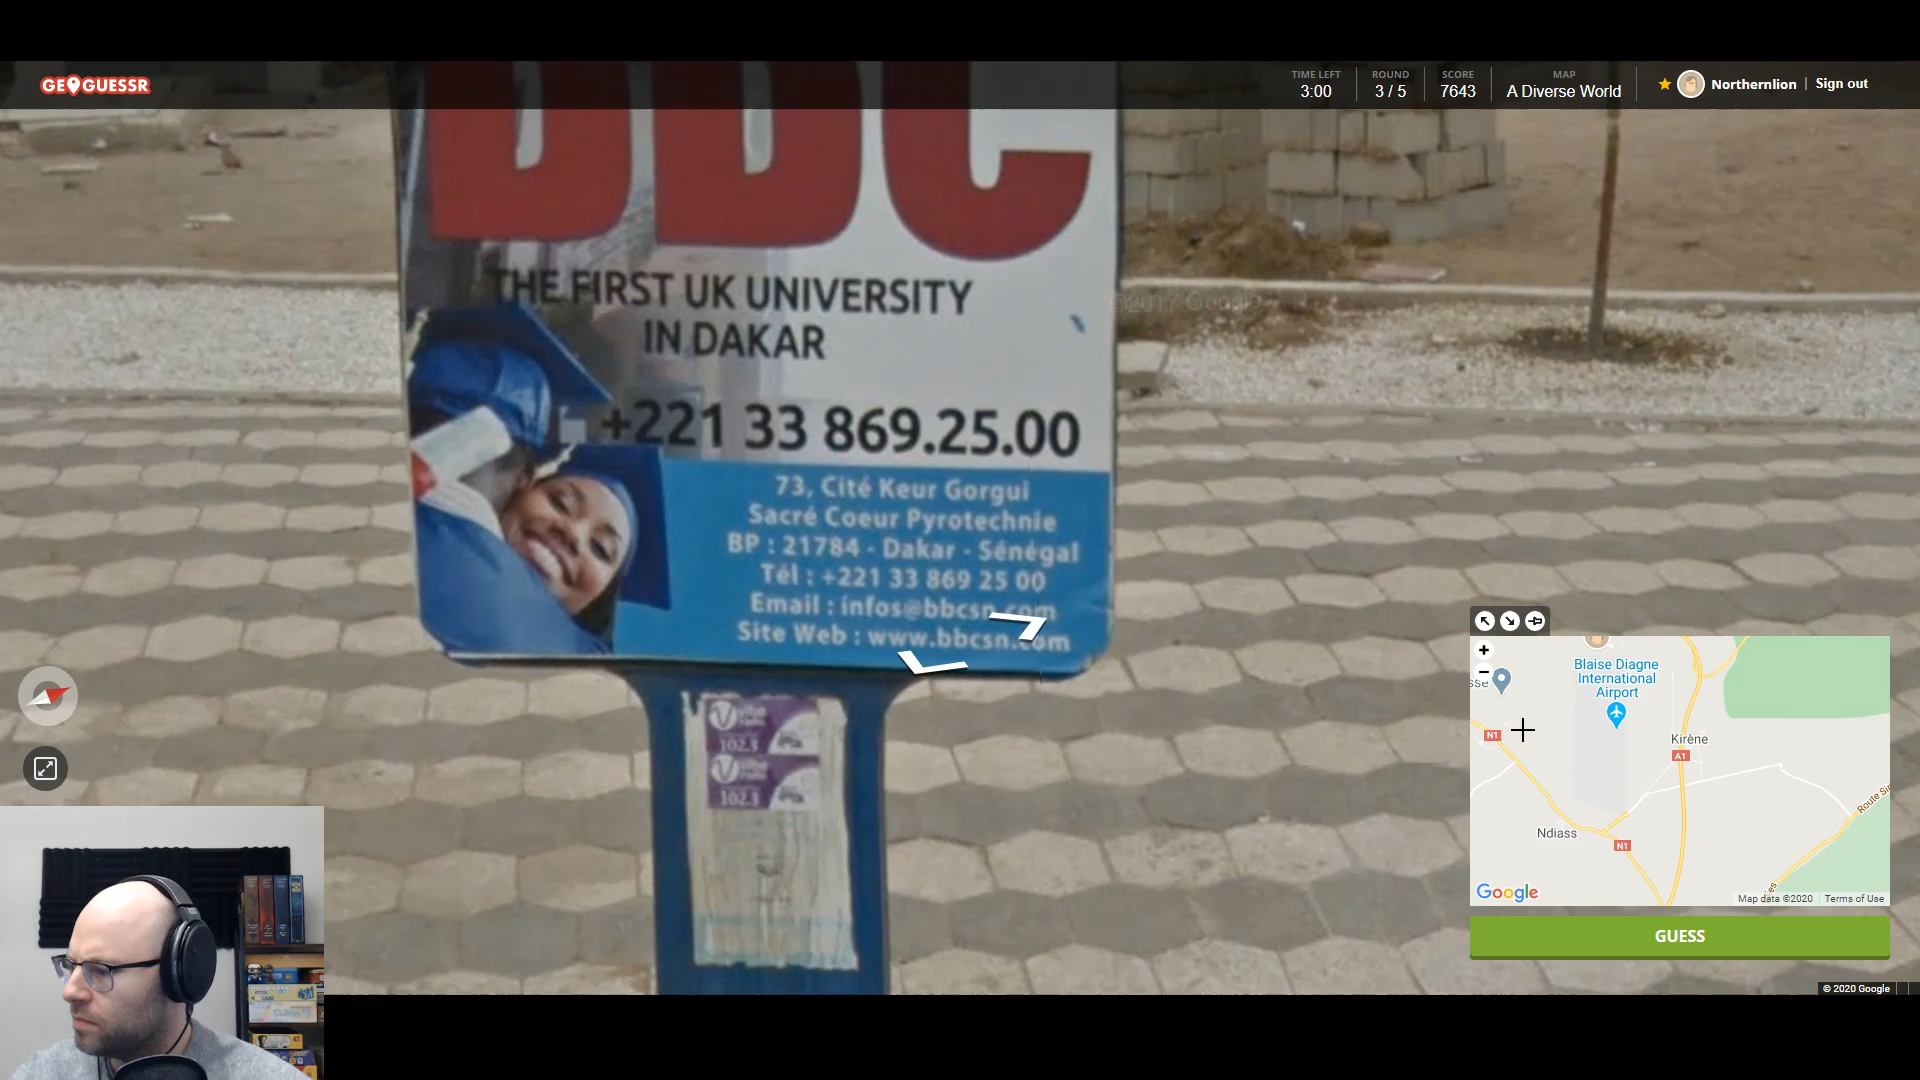 GEOGUESSR
TIME LEFT
3:00
ROUND
3 / 5
SCORE
7643
MAP
A Diverse World
Northernlion
Sign out
BBC
THE FIRST UK UNIVERSITY
IN DAKAR
+221 33 869.25.00
73, Cité Keur Gorgui
Sacré Coeur Pyrotechnie
BP : 21784 - Dakar - Sénégal
Tél : +221 33 869 25 00
Email : infos@bbcsn.com
Site Web : www.bbcsn.com
102.3
102.3
©2017 Google
Blaise Diagne
International
Airport
N1
Kirène
A1
Ndiass
N1
Google
Map data ©2020
Terms of Use
GUESS
© 2020 Google